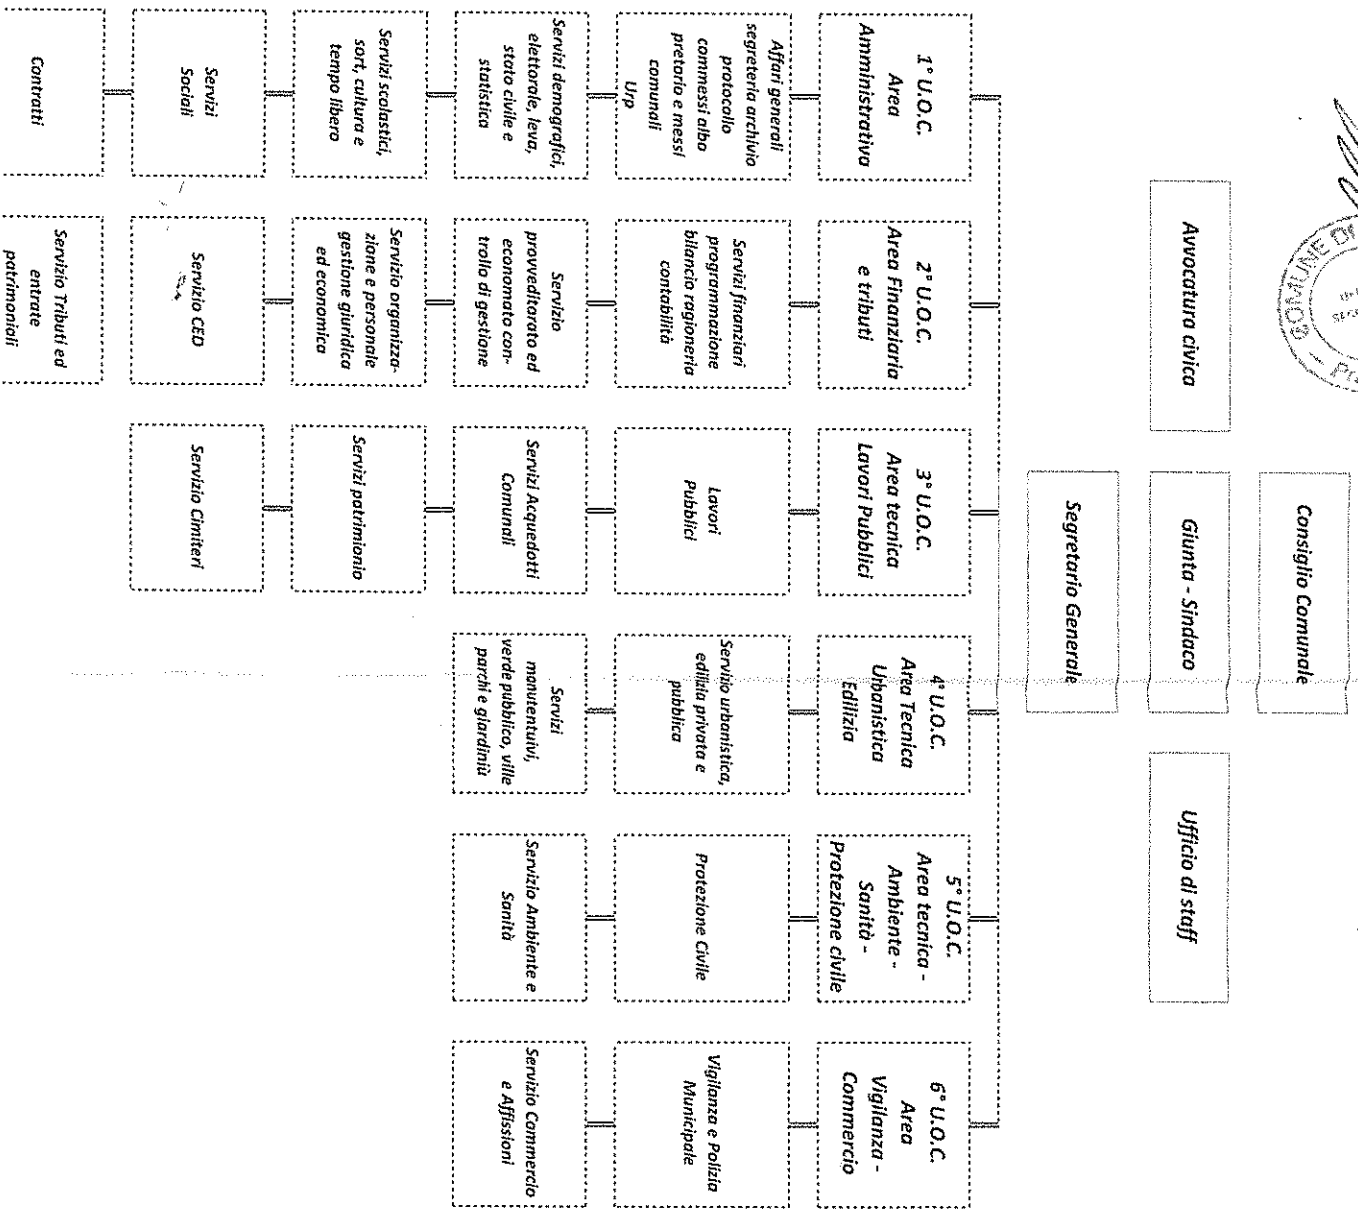 COMUNE DI
Consiglio Comunale
Avvocatura civica
Giunta - Sindaco
Ufficio di staff
Segretario Generale
1° U.O.C.
Area
Amministrativa
2° U.O.C.
Area Finanziaria
e tributi
3° U.O.C.
Area tecnica
Lavori Pubblici
4° U.O.C.
Area Tecnica
Urbanistica
Edilizia
5° U.O.C.
Area tecnica -
Ambiente -
Sanità -
Protezione civile
6° U.O.C.
Area
Vigilanza -
Commercio
Affari generali
segreteria archivio
protocollo
commessi albo
pretorio e messi
comunali
Urp
Servizi finanziari
programmazione
bilancio ragioneria
contabilità
Lavori
Pubblici
Servizio urbanistica,
edilizia privata e
pubblica
Protezione Civile
Vigilanza e Polizia
Municipale
Servizi demografici,
elettorale, leva,
stato civile e
statistica
Servizio
provveditorato ed
economato con-
trollo di gestione
Servizi Acquedotti
Comunali
Servizi
manutentuivi,
verde pubblico, ville
parchi e giardiniù
Servizio Ambiente e
Sanità
Servizio Commercio
e Affissioni
Servizi scolastici,
sort, cultura e
tempo libero
Servizio organizza-
zione e personale
gestione giuridica
ed economica
Servizi patrimionio
Servizi
Sociali
Servizio CED
Servizio Cimiteri
Contratti
Servizio Tributi ed
entrate
patrimoniali